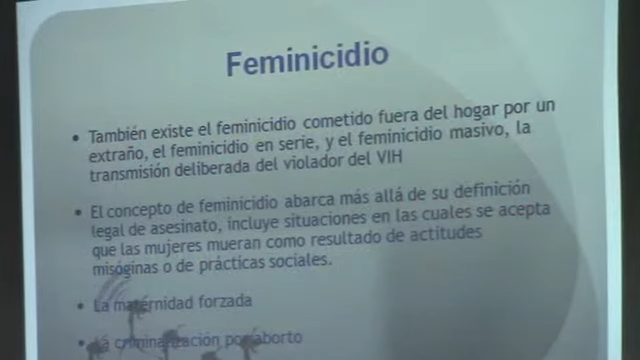 Feminicidio
• También existe el feminicidio cometido fuera del hogar por un
extraño, el feminicidio en serie, y el feminicidio masivo, la
transmisión deliberada del violador del VIH
• El concepto de feminicidio abarca más allá de su definición
legal de asesinato, incluye situaciones en las cuales se acepta
que las mujeres mueran como resultado de actitudes
misóginas o de prácticas sociales.
• La maternidad forzada
• La criminalización por aborto